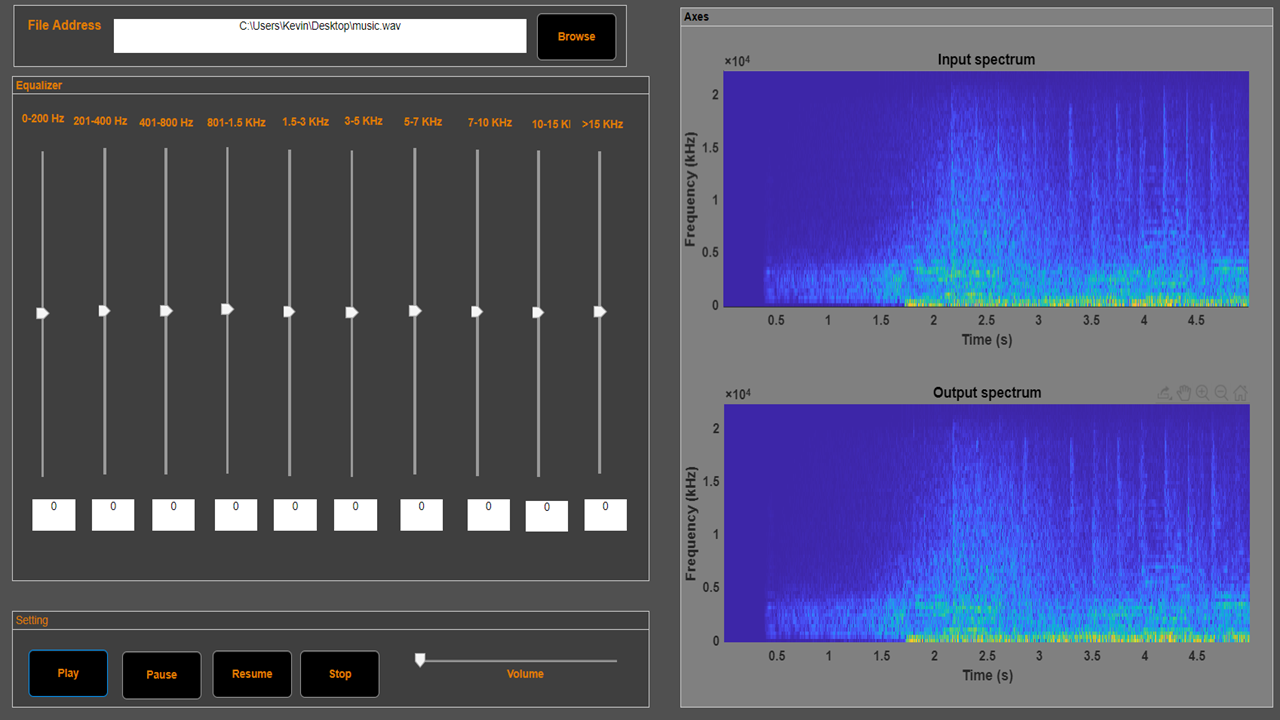 File Address
C:\Users\Kevin\Desktop\music.wav
Browse
Equalizer
0-200 Hz 201-400 Hz 401-800 Hz 801-1.5 KHz 1.5-3 KHz 3-5 KHz 5-7 KHz 7-10 KHz 10-15 K >15 KHz
0 0 0 0 0 0 0 0 0 0
Setting
Play Pause Resume Stop
Volume
Axes
Input spectrum
×10⁴
2
1.5
1
0.5
0
Frequency (kHz)
0.5 1 1.5 2 2.5 3 3.5 4 4.5
Time (s)
Output spectrum
×10⁴
2
1.5
1
0.5
0
Frequency (kHz)
0.5 1 1.5 2 2.5 3 3.5 4 4.5
Time (s)